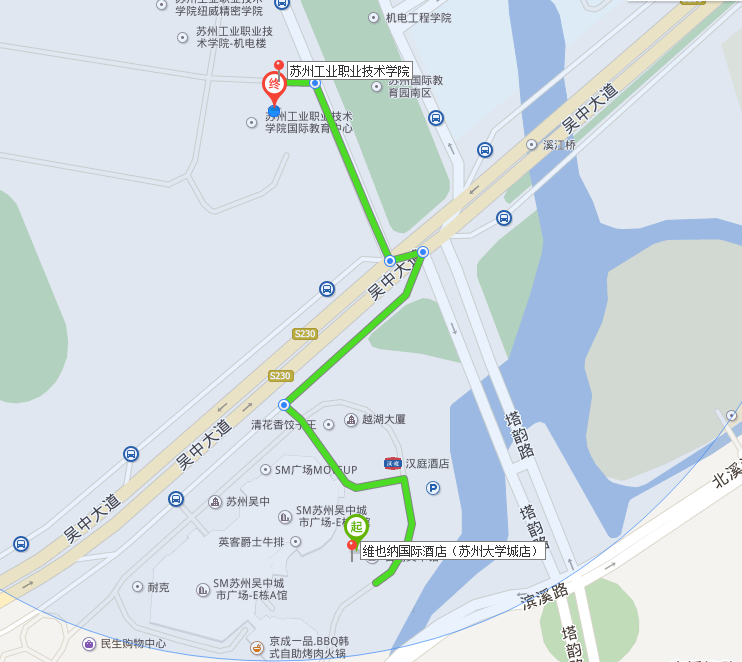 苏州工业职业技术
学院纽威精密学院
机电工程学院
苏州工业职业技
术学院-机电楼
苏州工业职业技术学院
终
苏州国际教
育园南区
吴中大道
苏州工业职业技术
学院国际教育中心
溪江桥
吴中大道
S230
S230
清花香饺子王
越湖大厦
塔韵路
吴中大道
SM广场MOVEUP
汉庭酒店
P
北溪
吴中大道
苏州吴中
SM苏州吴中城
市广场-E栋
起
塔韵路
英客爵士牛排
维也纳国际酒店（苏州大学城店）
耐克
SM苏州吴中城
市广场-E栋A馆
滨溪路
塔韵
民生购物中心
京成一品.BBQ韩
式自助烤肉火锅